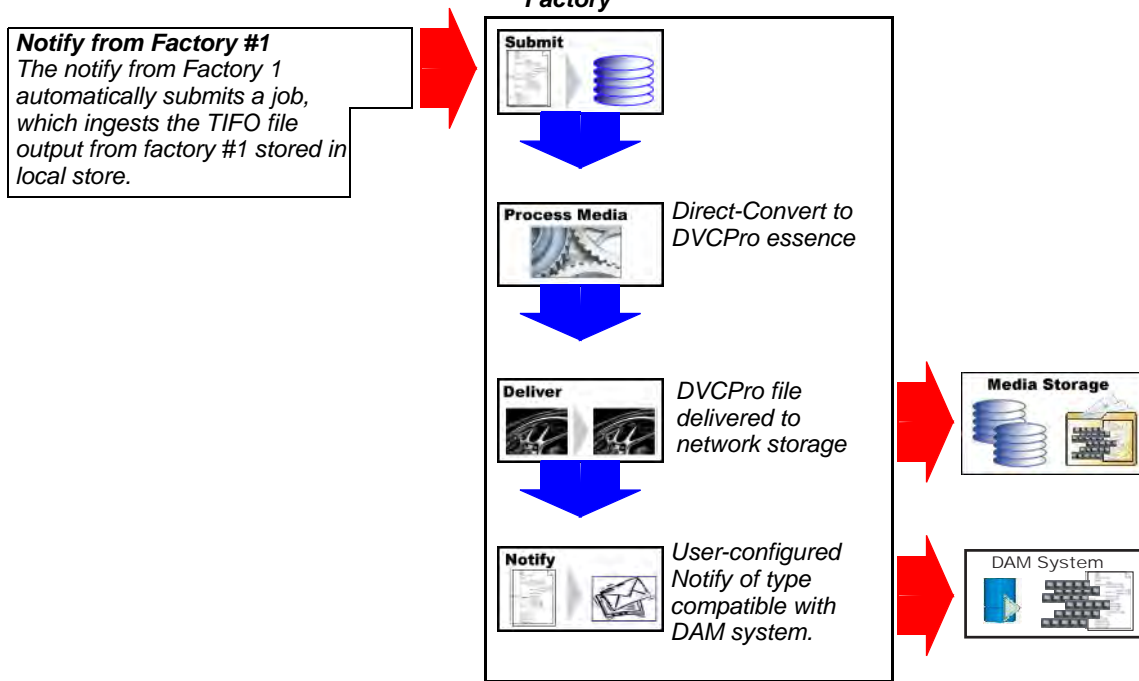 Factory
Notify from Factory #1
The notify from Factory 1
automatically submits a job,
which ingests the TIFO file
output from factory #1 stored in
local store.
Submit
Process Media
Direct-Convert to
DVCPro essence
Deliver
DVCPro file
delivered to
network storage
Media Storage
Notify
User-configured
Notify of type
compatible with
DAM system.
DAM System